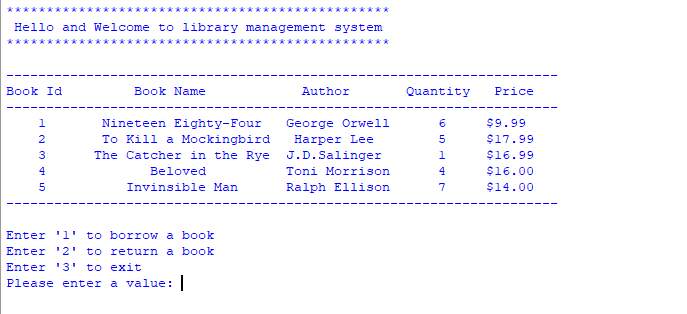 ************************************************
Hello and Welcome to library management system
************************************************
---------------------------------------------------------------------
Book Id Book Name Author Quantity Price
---------------------------------------------------------------------
1 Nineteen Eighty-Four George Orwell 6 $9.99
2 To Kill a Mockingbird Harper Lee 5 $17.99
3 The Catcher in the Rye J.D.Salinger 1 $16.99
4 Beloved Toni Morrison 4 $16.00
5 Invinsible Man Ralph Ellison 7 $14.00
---------------------------------------------------------------------
Enter '1' to borrow a book
Enter '2' to return a book
Enter '3' to exit
Please enter a value: